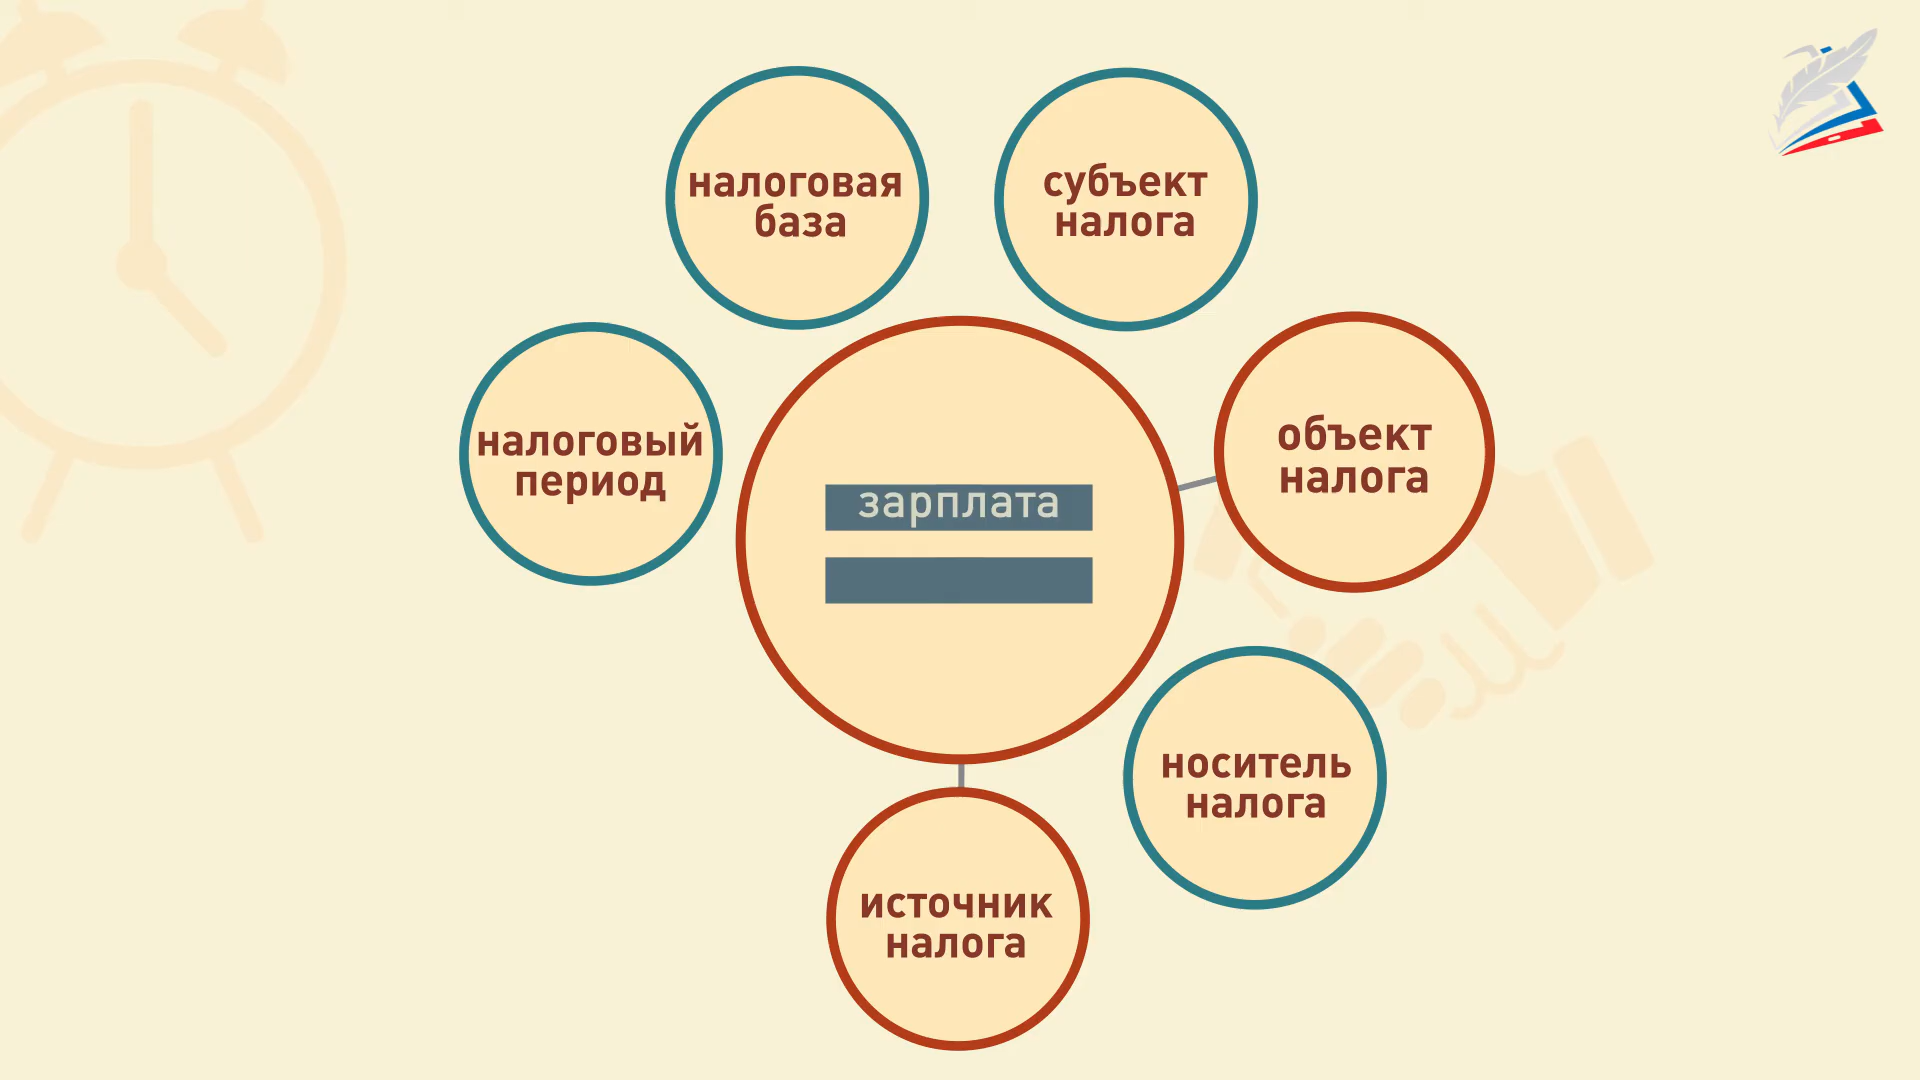 налоговая
база
субъект
налога
налоговый
период
объект
налога
зарплата
носитель
налога
источник
налога